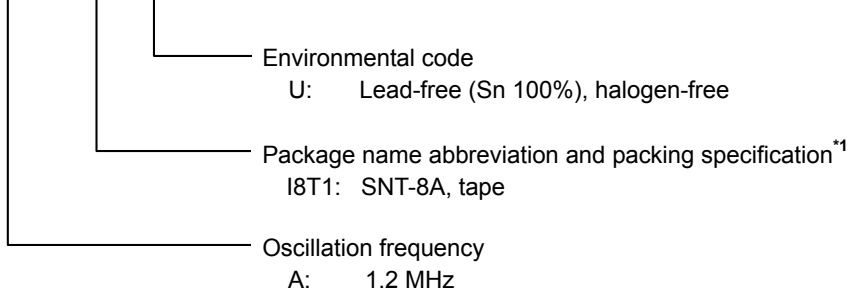 Environmental code
U: Lead-free (Sn 100%), halogen-free
Package name abbreviation and packing specification*1
I8T1: SNT-8A, tape
Oscillation frequency
A: 1.2 MHz